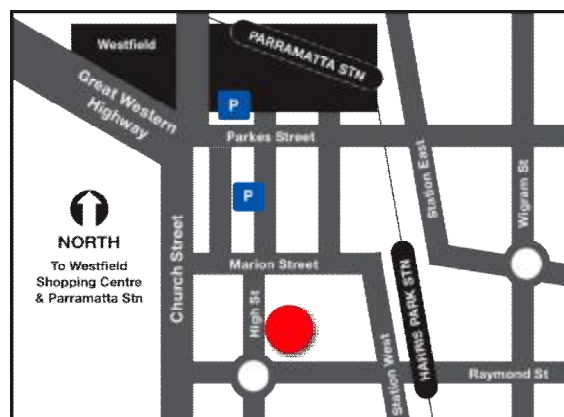 Westfield
PARRAMATTA STN
Great Western
Highway
P
Parkes Street
Station East
Wigram St
P
NORTH
To Westfield
Shopping Centre
& Parramatta Stn
Church Street
Marion Street
High St
HARRIS PARK STN
Station West
Raymond St